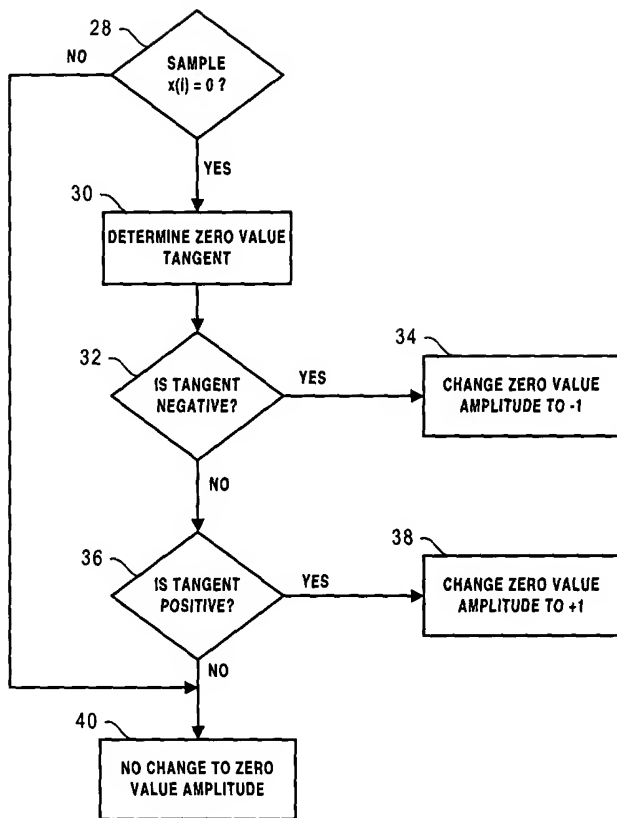 28
NO
SAMPLE
x(i) = 0 ?
YES
30
DETERMINE ZERO VALUE
TANGENT
32
IS TANGENT
NEGATIVE?
YES
34
CHANGE ZERO VALUE
AMPLITUDE TO -1
NO
36
IS TANGENT
POSITIVE?
YES
38
CHANGE ZERO VALUE
AMPLITUDE TO +1
NO
40
NO CHANGE TO ZERO
VALUE AMPLITUDE